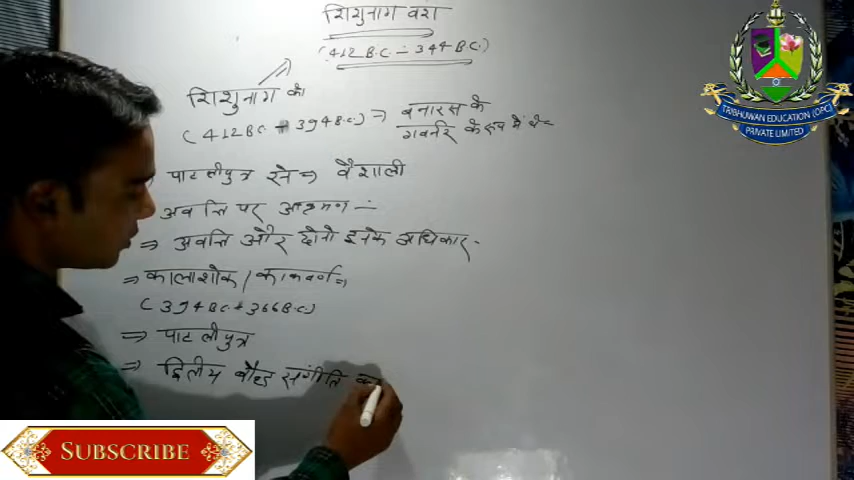 शिशुनाग वंश
(412 B.C - 344 B.C.)
शिशुनाग के
(412 BC - 394 B.C) ⇒ बनारस के
गवर्नर के रूप में थे-
पाटलीपुत्र से ⇒ वैशाली
अवन्ति पर आक्रमण -
⇒ अवन्ति और दोनो इनके अधिकार -
⇒ कालाशोक / काकवर्ण ⇒
(394 BC - 366 B.C)
⇒ पाटलीपुत्र
⇒ द्वितीय बौद्ध संगीति का
TRIBHUWAN EDUCATION (OPC)
PRIVATE LIMITED
SUBSCRIBE